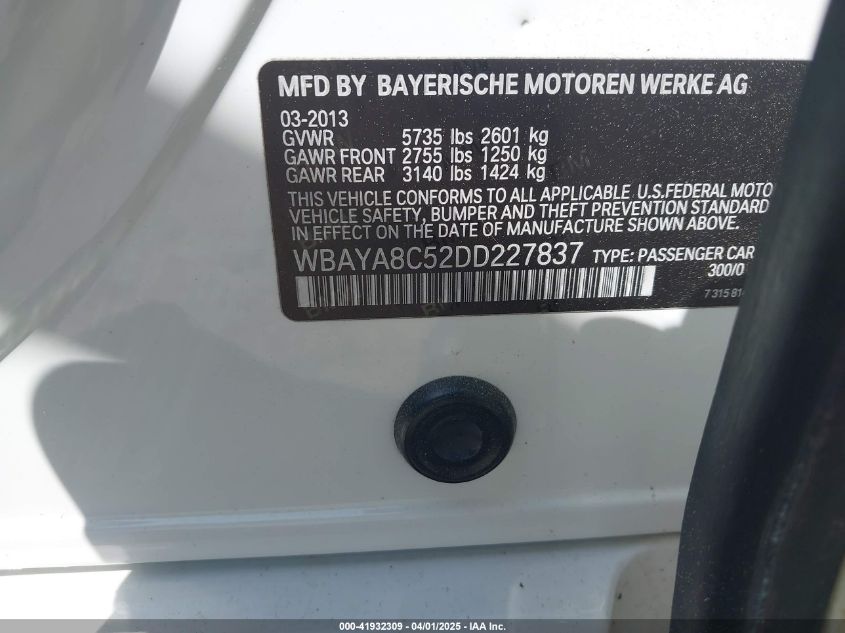 MFD BY BAYERISCHE MOTOREN WERKE AG
03-2013
GVWR 5735 lbs 2601 kg
GAWR FRONT 2755 lbs 1250 kg
GAWR REAR 3140 lbs 1424 kg
THIS VEHICLE CONFORMS TO ALL APPLICABLE U.S.FEDERAL MOTO
VEHICLE SAFETY, BUMPER AND THEFT PREVENTION STANDARD
IN EFFECT ON THE DATE OF MANUFACTURE SHOWN ABOVE.
WBAYA8C52DD227837 TYPE: PASSENGER CAR
300/0
7 315 81
000-41932309 - 04/01/2025 - IAA Inc.